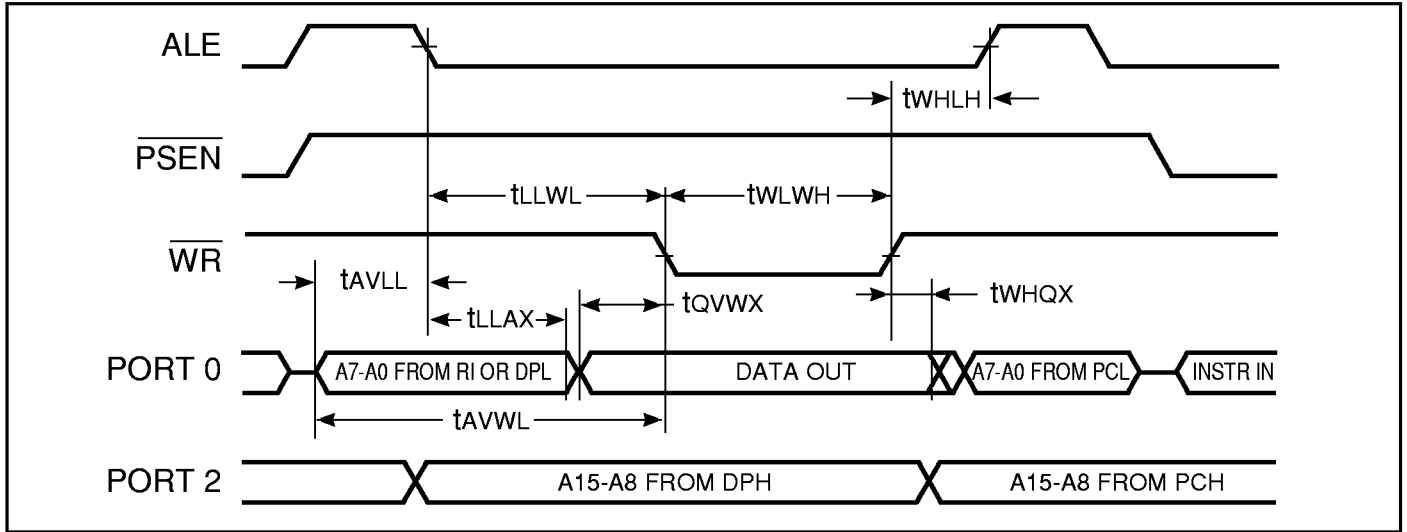 ALE
tWHLH
PSEN
tLLWL
tWLWH
WR
tAVLL
tQVWX
tWHQX
tLLAX
PORT 0
A7-A0 FROM RI OR DPL
DATA OUT
A7-A0 FROM PCL
INSTR IN
tAVWL
PORT 2
A15-A8 FROM DPH
A15-A8 FROM PCH